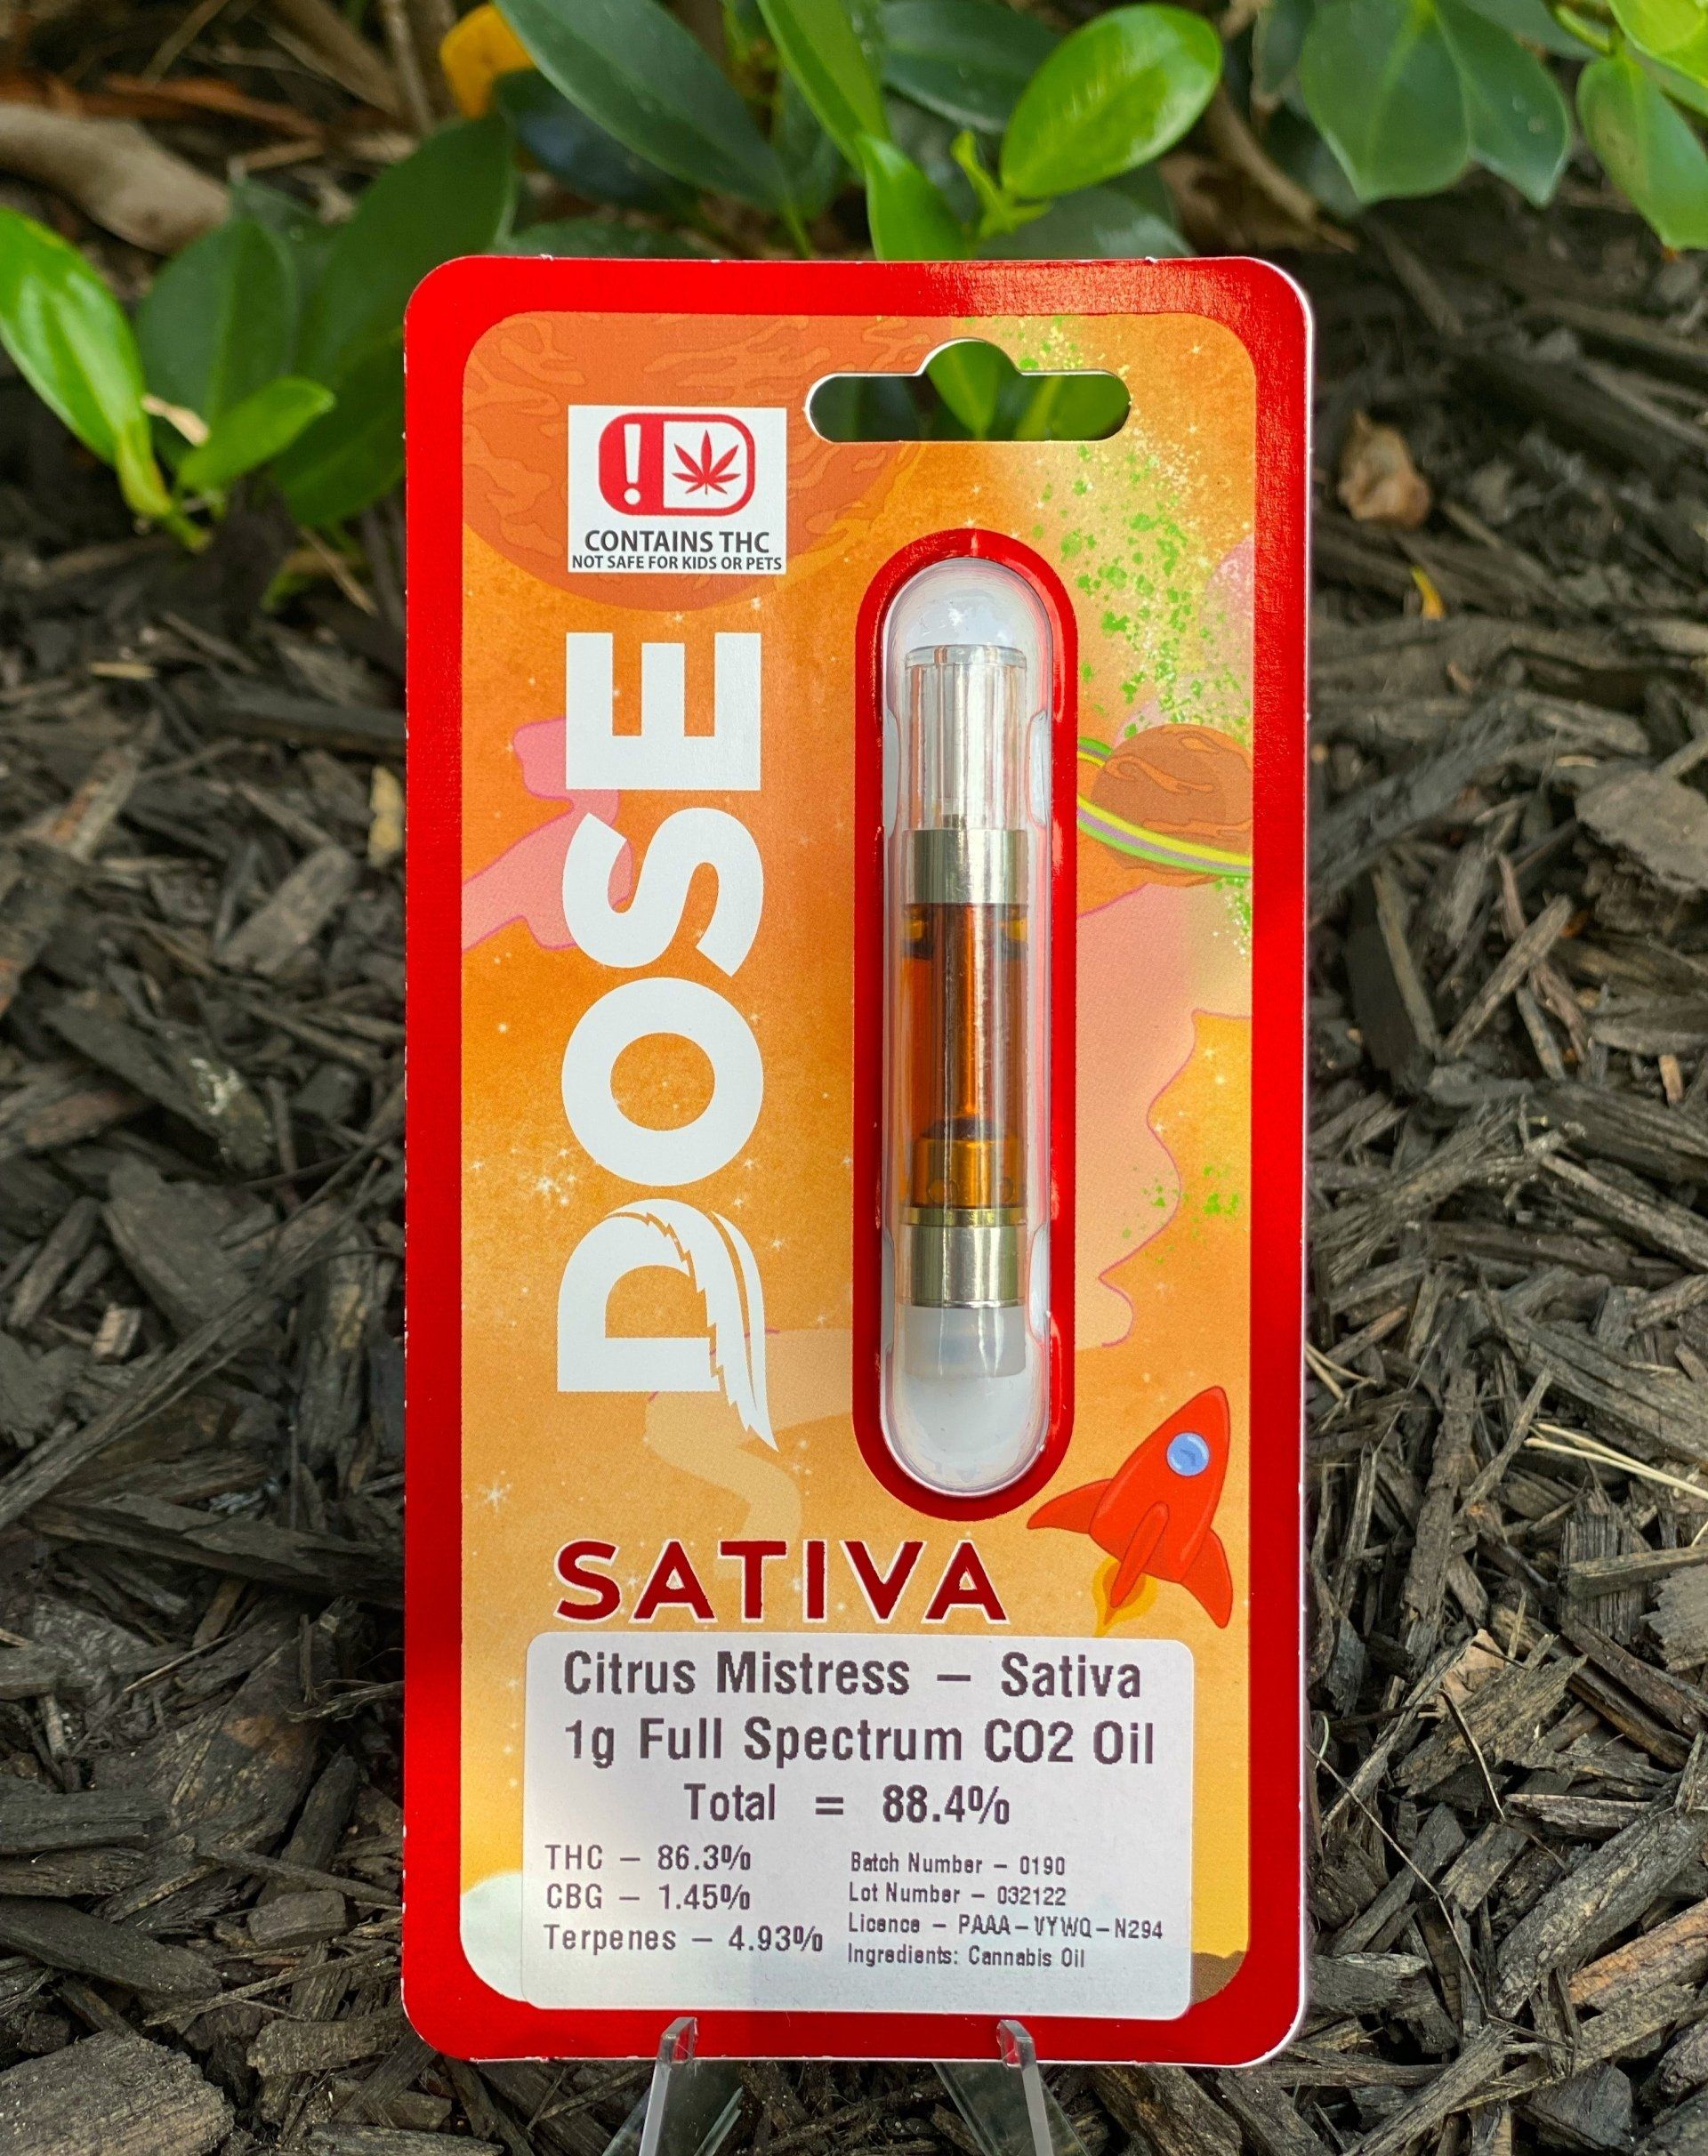 !
CONTAINS THC
NOT SAFE FOR KIDS OR PETS
DOSE
SATIVA
Citrus Mistress – Sativa
1g Full Spectrum CO2 Oil
Total = 88.4%
THC – 86.3%
CBG – 1.45%
Terpenes – 4.93%
Batch Number – 0190
Lot Number – 032122
Licence – PAAA-VYWQ-N294
Ingredients: Cannabis Oil